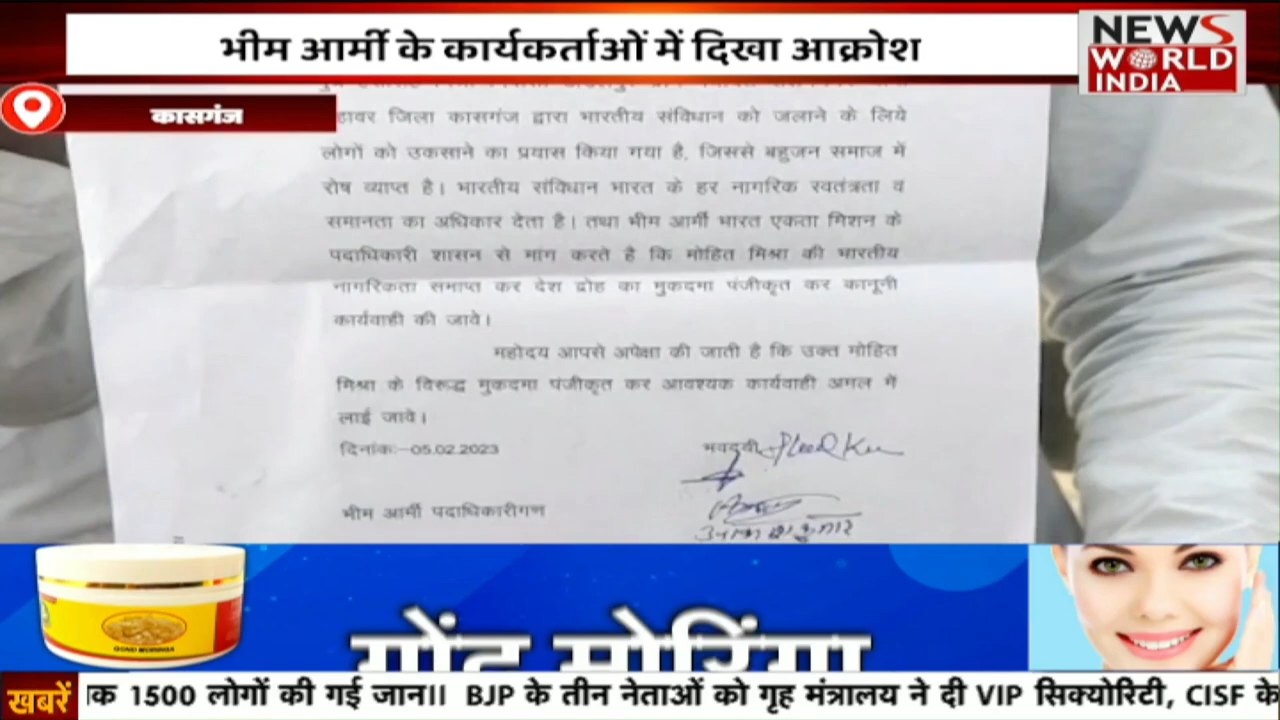 भीम आर्मी के कार्यकर्ताओं में दिखा आक्रोश
NEWS
WORLD
INDIA
कासगंज
हावर जिला कासगंज द्वारा भारतीय संविधान को जलाने के लिये
लोगों को उकसाने का प्रयास किया गया है, जिससे बहुजन समाज में
रोष व्याप्त है। भारतीय संविधान भारत के हर नागरिक स्वतंत्रता व
समानता का अधिकार देता है। तथा भीम आर्मी भारत एकता मिशन के
पदाधिकारी शासन से मांग करते है कि मोहित मिश्रा की भारतीय
नागरिकता समाप्त कर देश द्रोह का मुकदमा पंजीकृत कर कानूनी
कार्यवाही की जावे।
महोदय आपसे अपेक्षा की जाती है कि उक्त मोहित
मिश्रा के विरूद्ध मुकदमा पंजीकृत कर आवश्यक कार्यवाही अमल में
लाई जावे।
दिनांकः–05.02.2023
भवदीय
भीम आर्मी पदाधिकारीगण
GOND MORINGA
गोंद मोरिंगा
खबरें
क 1500 लोगों की गई जान।। BJP के तीन नेताओं को गृह मंत्रालय ने दी VIP सिक्योरिटी, CISF के